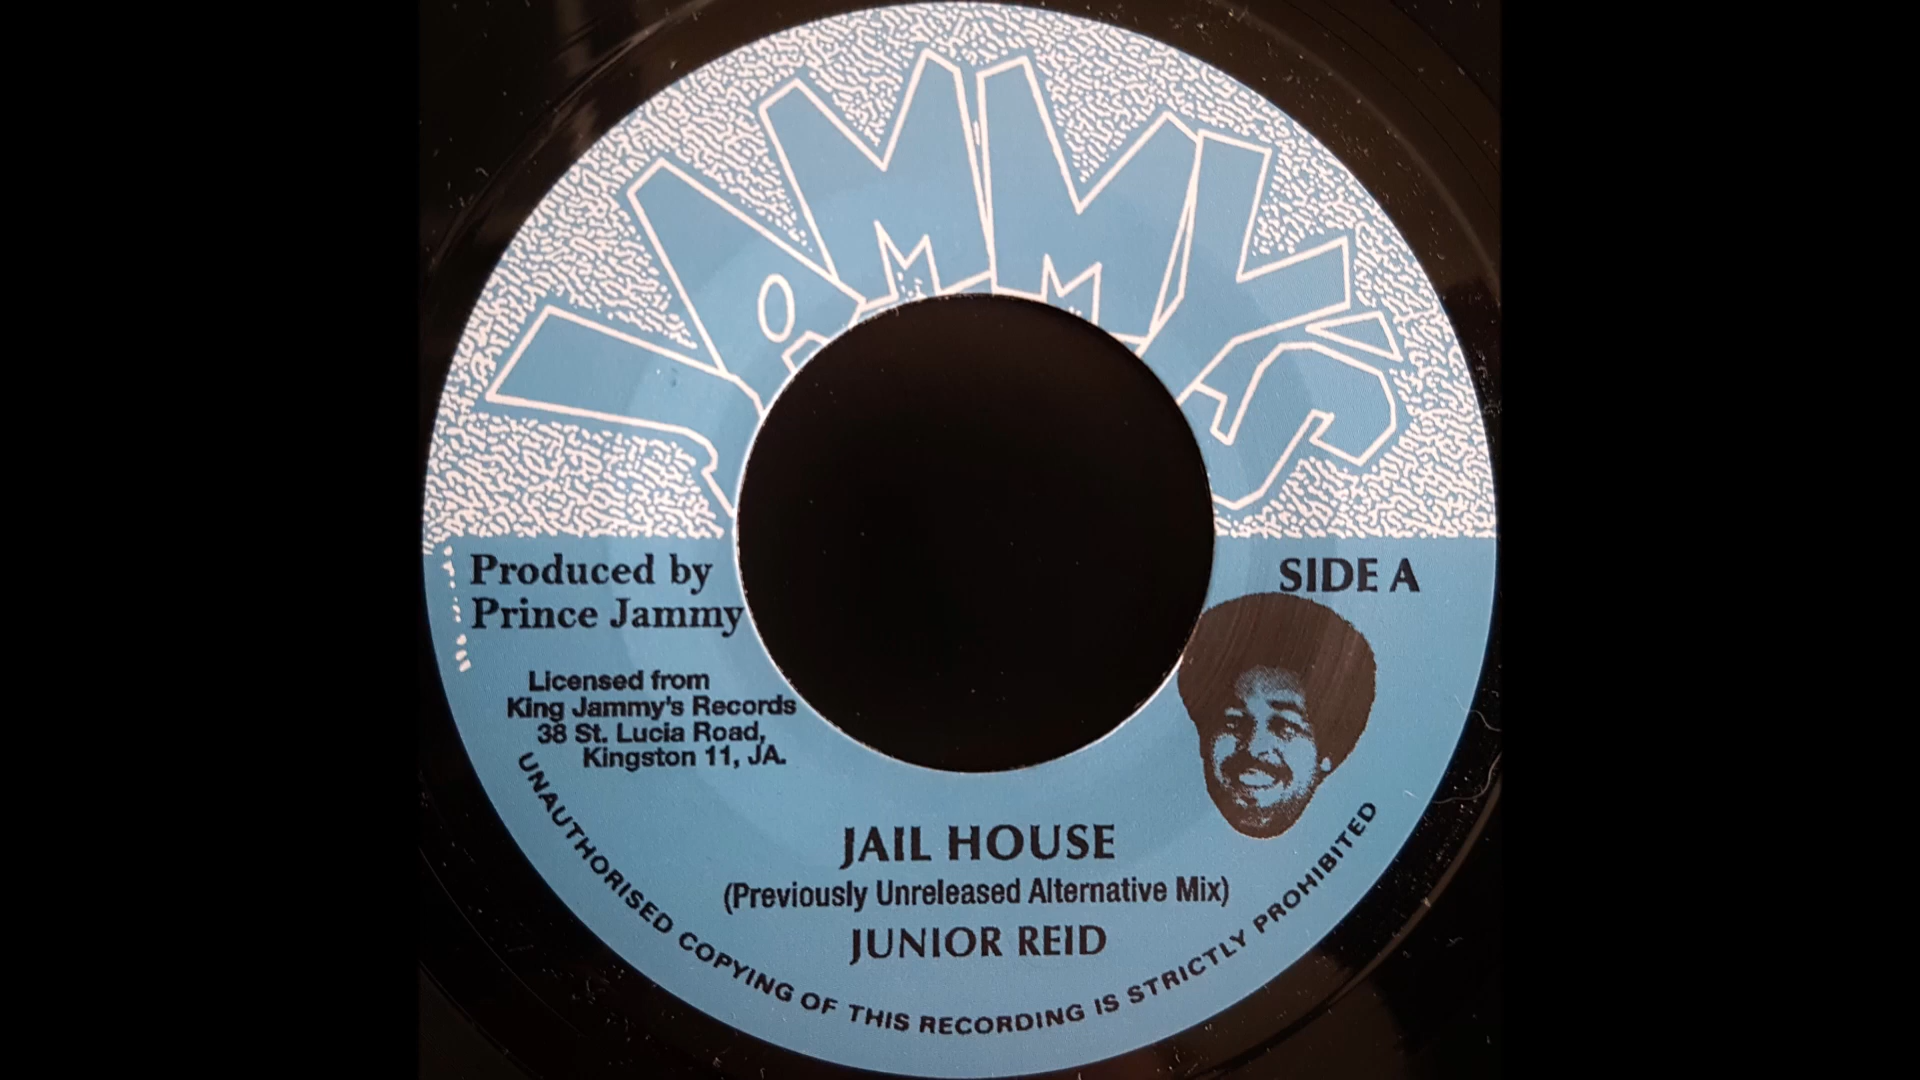 JAMMY'S
Produced by
Prince Jammy
SIDE A
Licensed from
King Jammy's Records
38 St. Lucia Road,
Kingston 11, JA.
JAIL HOUSE
(Previously Unreleased Alternative Mix)
JUNIOR REID
UNAUTHORISED COPYING OF THIS RECORDING IS STRICTLY PROHIBITED